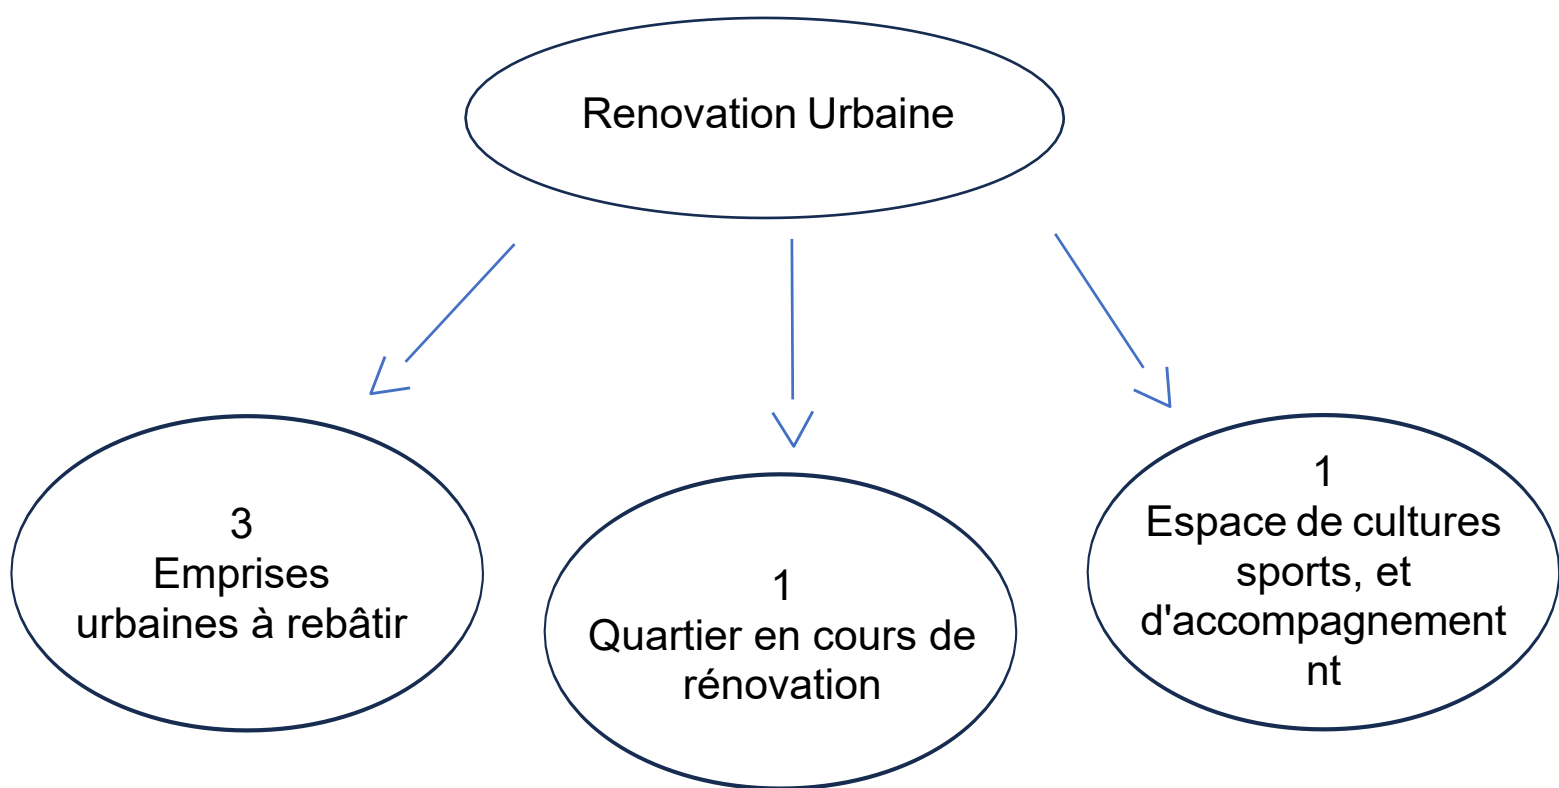 Renovation Urbaine
3
Emprises
urbaines à rebâtir
1
Quartier en cours de
rénovation
1
Espace de cultures
sports, et
d'accompagnement
nt